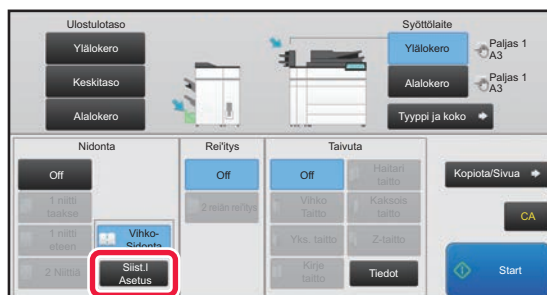 Ulostulotaso
Ylälokero
Keskitaso
Alalokero
Syöttölaite
Ylälokero
Paljas 1
A3
Alalokero
Paljas 1
A3
Tyyppi ja koko
Nidonta
Off
1 niitti
taakse
1 niitti
eteen
2 Niittiä
Vihko-
Sidonta
Siist.l
Asetus
Rei'itys
Off
2 reiän rei'itys
Taivuta
Off
Haitari
taitto
Vihko
Taitto
Kaksois
taitto
Yks. taitto
Z-taitto
Kirje
taitto
Tiedot
Kopiota/Sivua
CA
Start